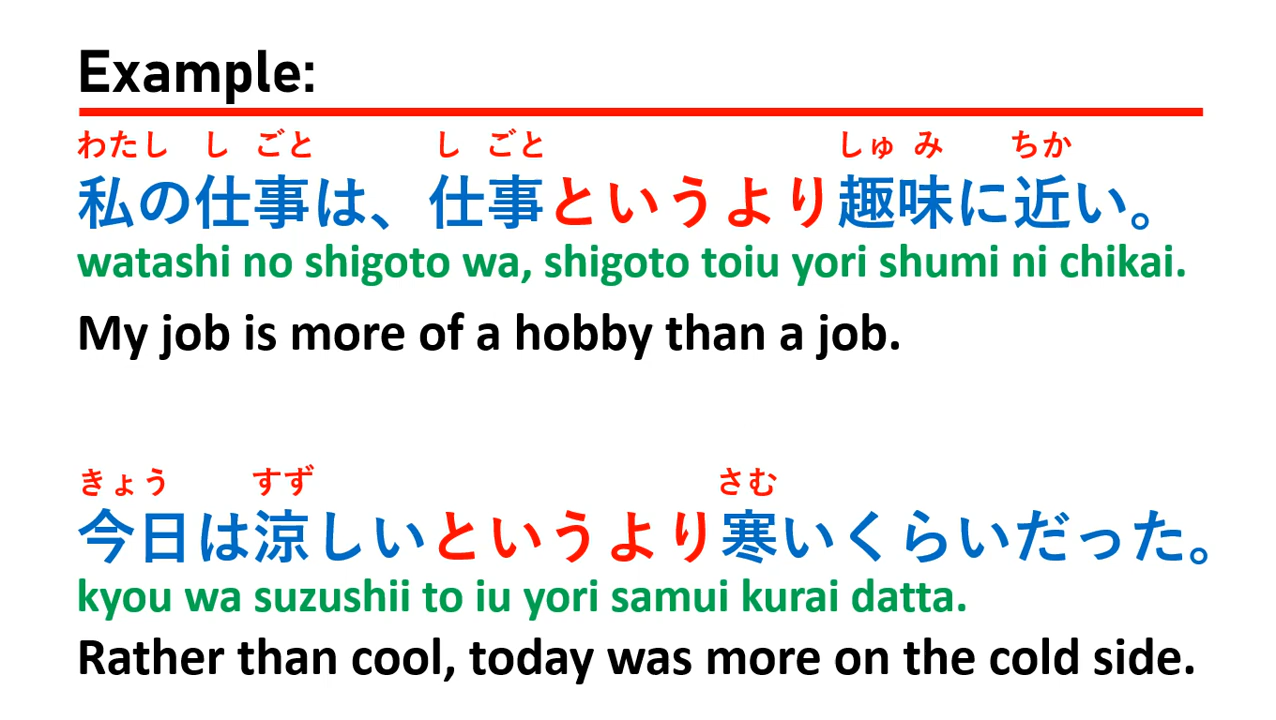 Example:
わたし し ごと し ごと しゅ み ちか
私の仕事は、仕事というより趣味に近い。
watashi no shigoto wa, shigoto toiu yori shumi ni chikai.
My job is more of a hobby than a job.
きょう すず さむ
今日は涼しいというより寒いくらいだった。
kyou wa suzushii to iu yori samui kurai datta.
Rather than cool, today was more on the cold side.